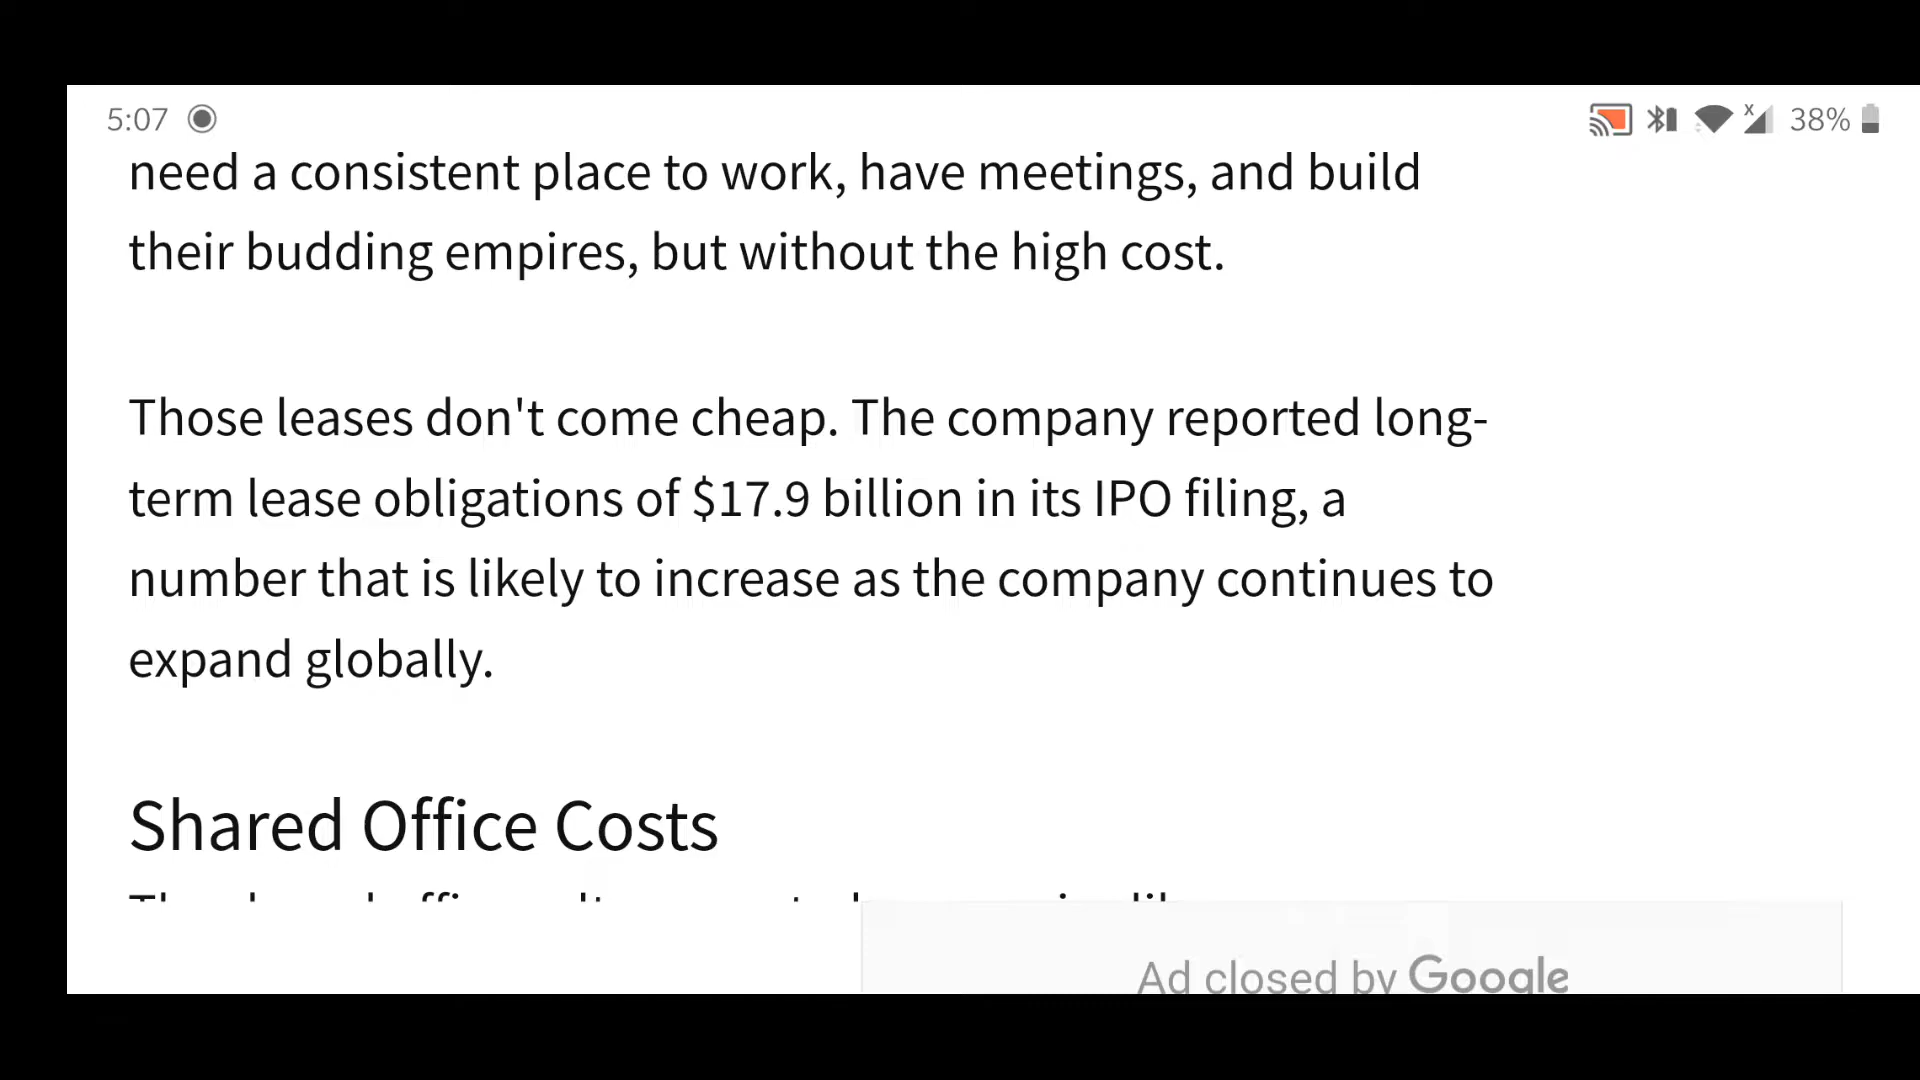 5:07
38%
need a consistent place to work, have meetings, and build
their budding empires, but without the high cost.
Those leases don't come cheap. The company reported long-
term lease obligations of $17.9 billion in its IPO filing, a
number that is likely to increase as the company continues to
expand globally.
Shared Office Costs
Ad closed by Google